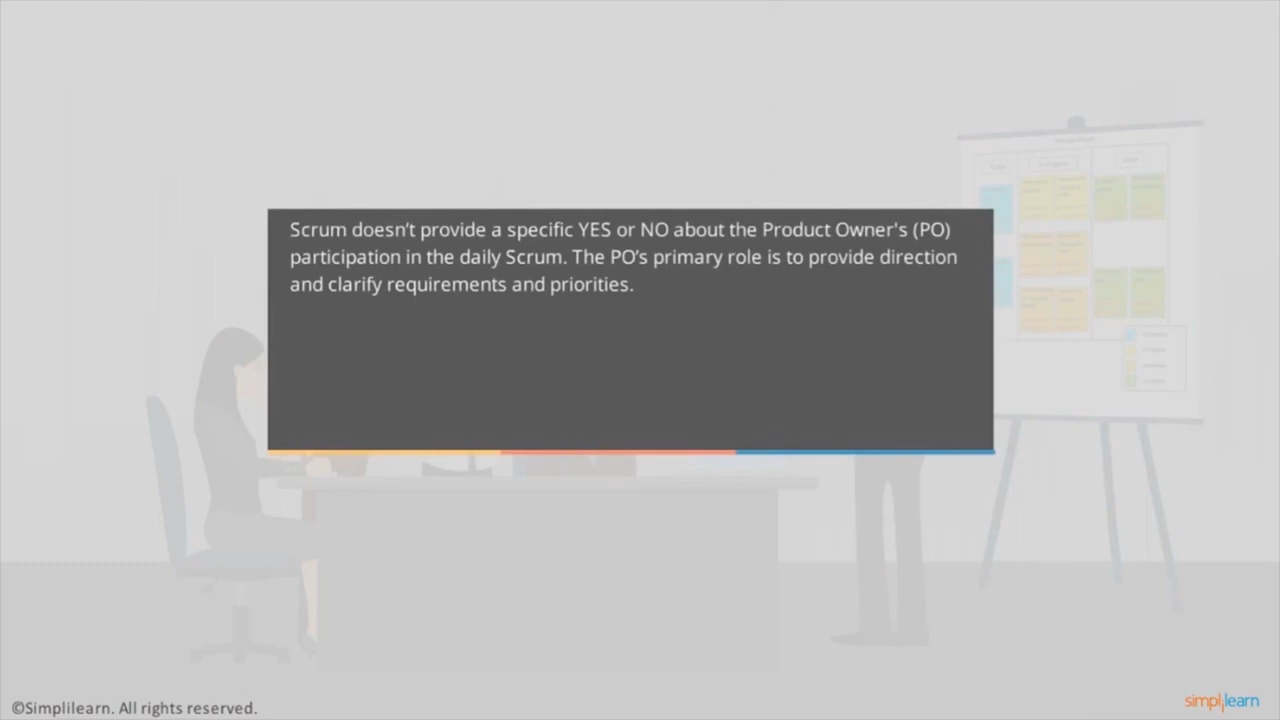 Scrum doesn’t provide a specific YES or NO about the Product Owner's (PO)
participation in the daily Scrum. The PO’s primary role is to provide direction
and clarify requirements and priorities.
©Simplilearn. All rights reserved.
simplilearn